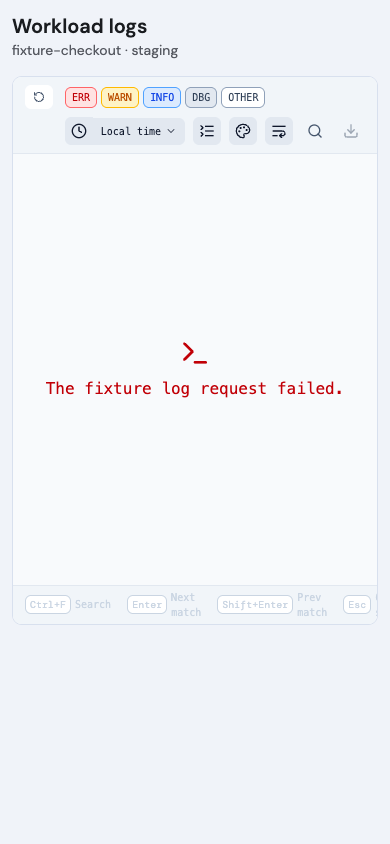 Workload logs
fixture-checkout · staging
ERR WARN INFO DBG OTHER
Local time
The fixture log request failed.
Ctrl+F Search Enter Next match Shift+Enter Prev match Esc